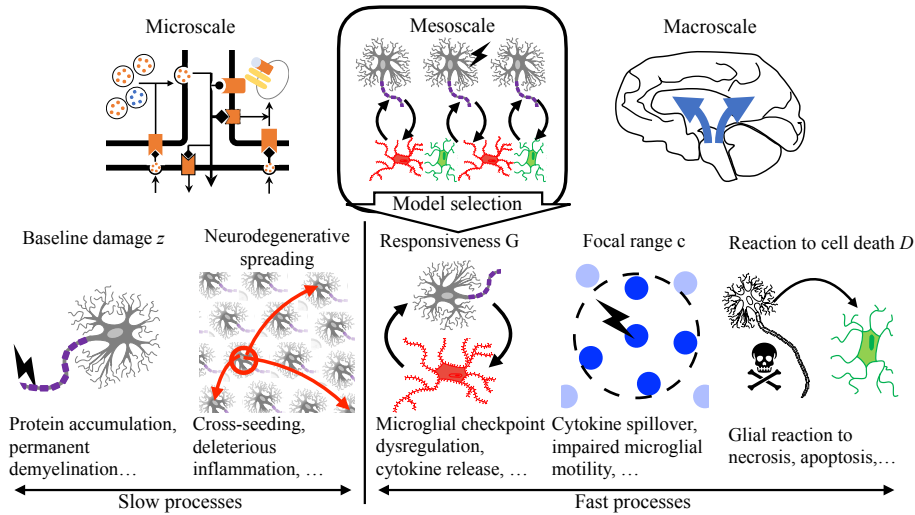 Microscale
Mesoscale
Macroscale
Model selection
Baseline damage z
Neurodegenerative
spreading
Responsiveness G
Focal range c
Reaction to cell death D
Protein accumulation,
permanent
demyelination…
Cross-seeding,
deleterious
inflammation, …
Microglial checkpoint
dysregulation,
cytokine release, …
Cytokine spillover,
impaired microglial
motility, …
Glial reaction to
necrosis, apoptosis,…
Slow processes
Fast processes